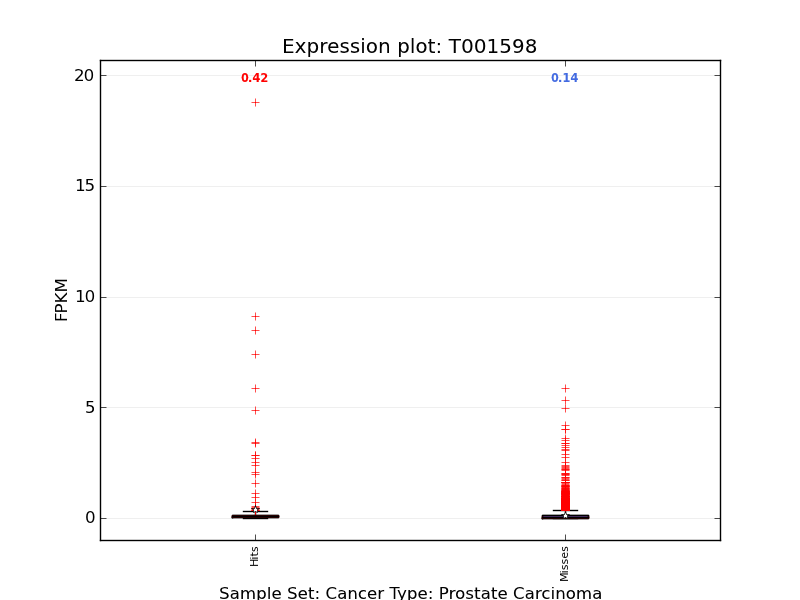 Expression plot: T001598
20
0.42
0.14
15
10
5
0
FPKM
Hits
Misses
Sample Set: Cancer Type: Prostate Carcinoma